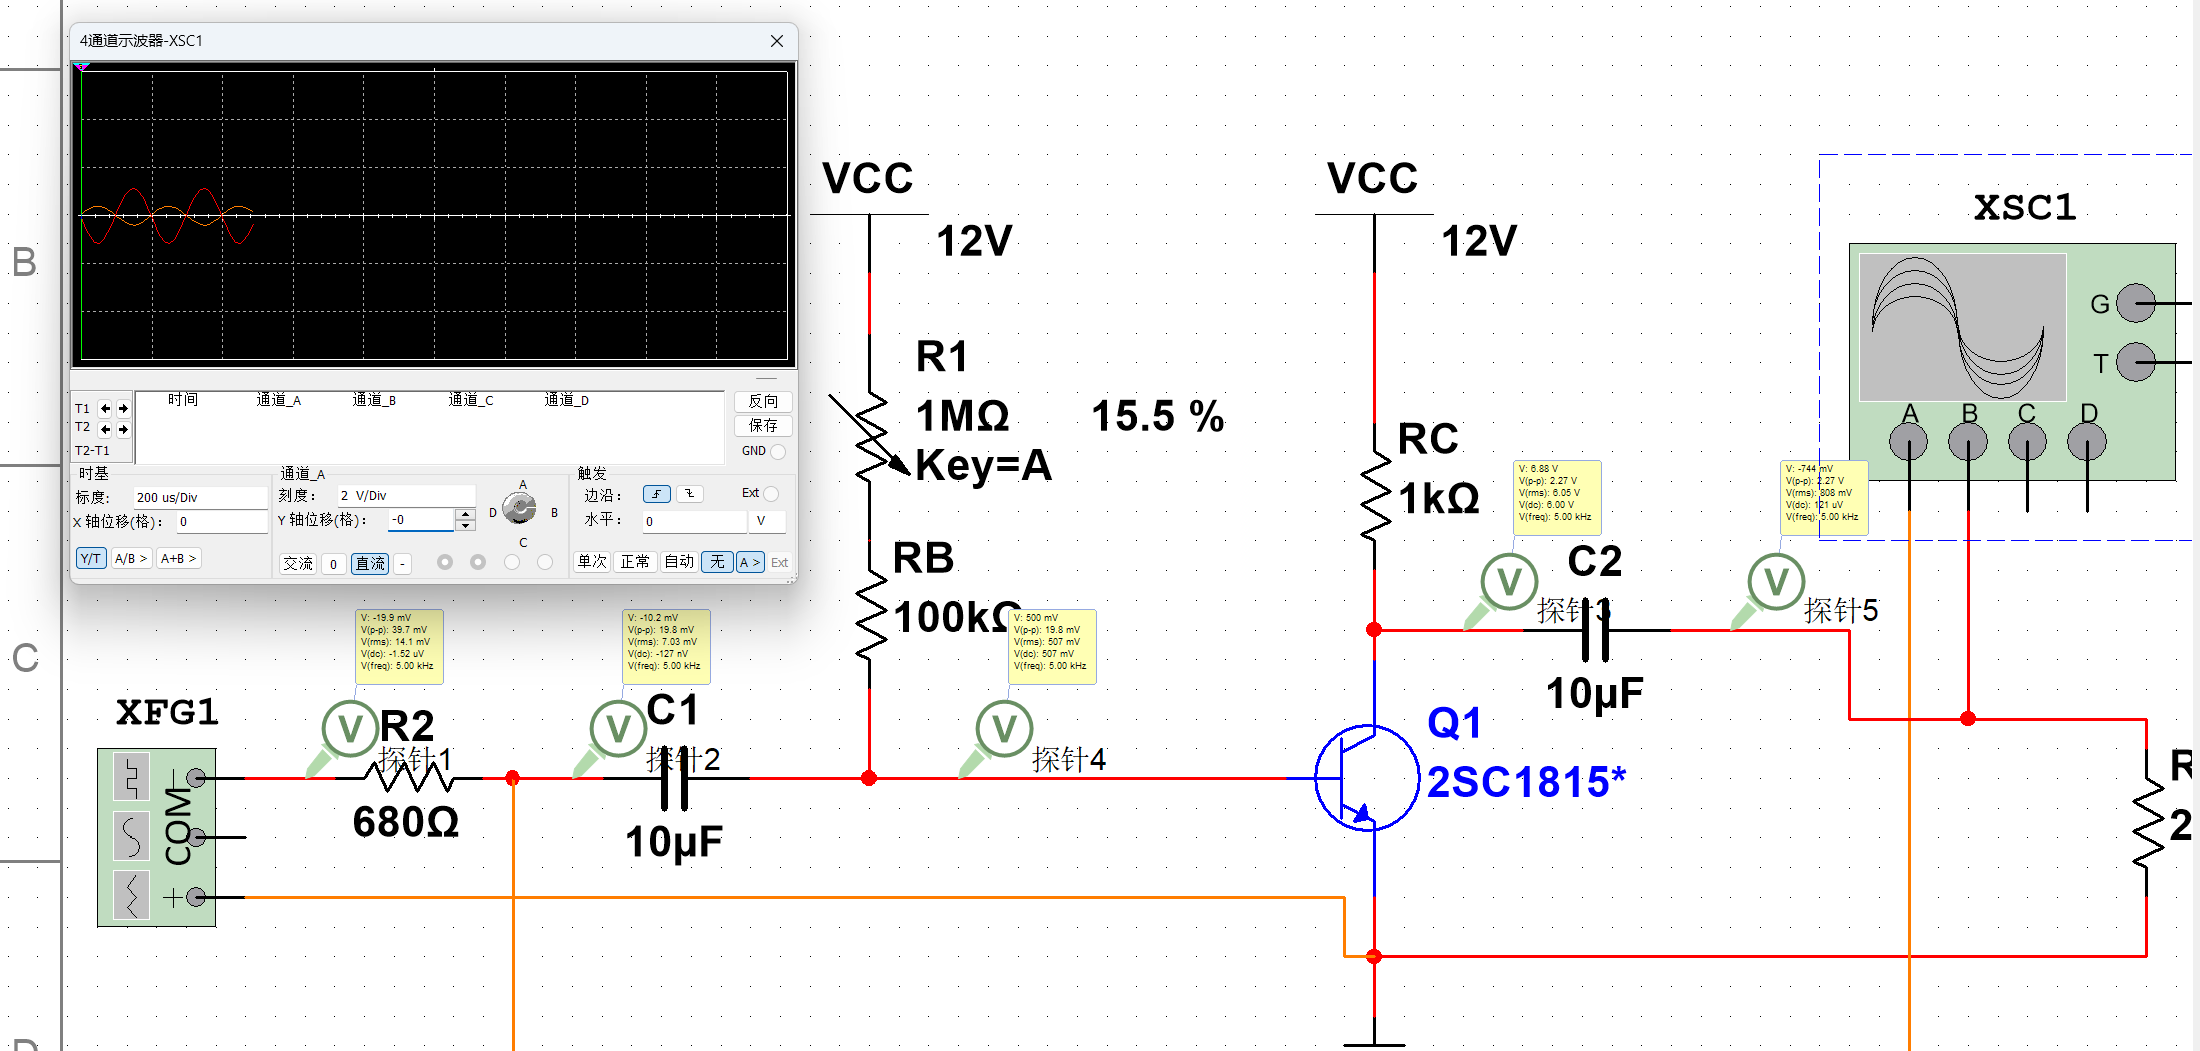 4通道示波器-XSC1
时间 通道_A 通道_B 通道_C 通道_D
T1
T2
T2-T1
反向
保存
GND
时基
标度: 200 us/Div
X 轴位移(格): 0
Y/T A/B > A+B >
通道_A
刻度: 2 V/Div
Y 轴位移(格): -0
交流 0 直流 -
A
D B
C
触发
边沿: Ext
水平: 0 V
单次 正常 自动 无 A > Ext
B
C
D
VCC
12V
R1
1MΩ 15.5 %
Key=A
RB
100kΩ
VCC
12V
RC
1kΩ
XSC1
G
T
A B C D
V: 6.88 V
V(p-p): 2.27 V
V(rms): 6.05 V
V(dc): 6.00 V
V(freq): 5.00 kHz
V
探针3
C2
10μF
V: -744 mV
V(p-p): 2.27 V
V(rms): 808 mV
V(dc): 121 uV
V(freq): 5.00 kHz
V
探针5
V: -19.9 mV
V(p-p): 39.7 mV
V(rms): 14.1 mV
V(dc): -1.52 uV
V(freq): 5.00 kHz
V
探针1
V: -10.2 mV
V(p-p): 19.8 mV
V(rms): 7.03 mV
V(dc): -127 nV
V(freq): 5.00 kHz
V
探针2
V: 500 mV
V(p-p): 19.8 mV
V(rms): 507 mV
V(dc): 507 mV
V(freq): 5.00 kHz
V
探针4
XFG1
COM
+
R2
680Ω
C1
10μF
Q1
2SC1815*
R
2